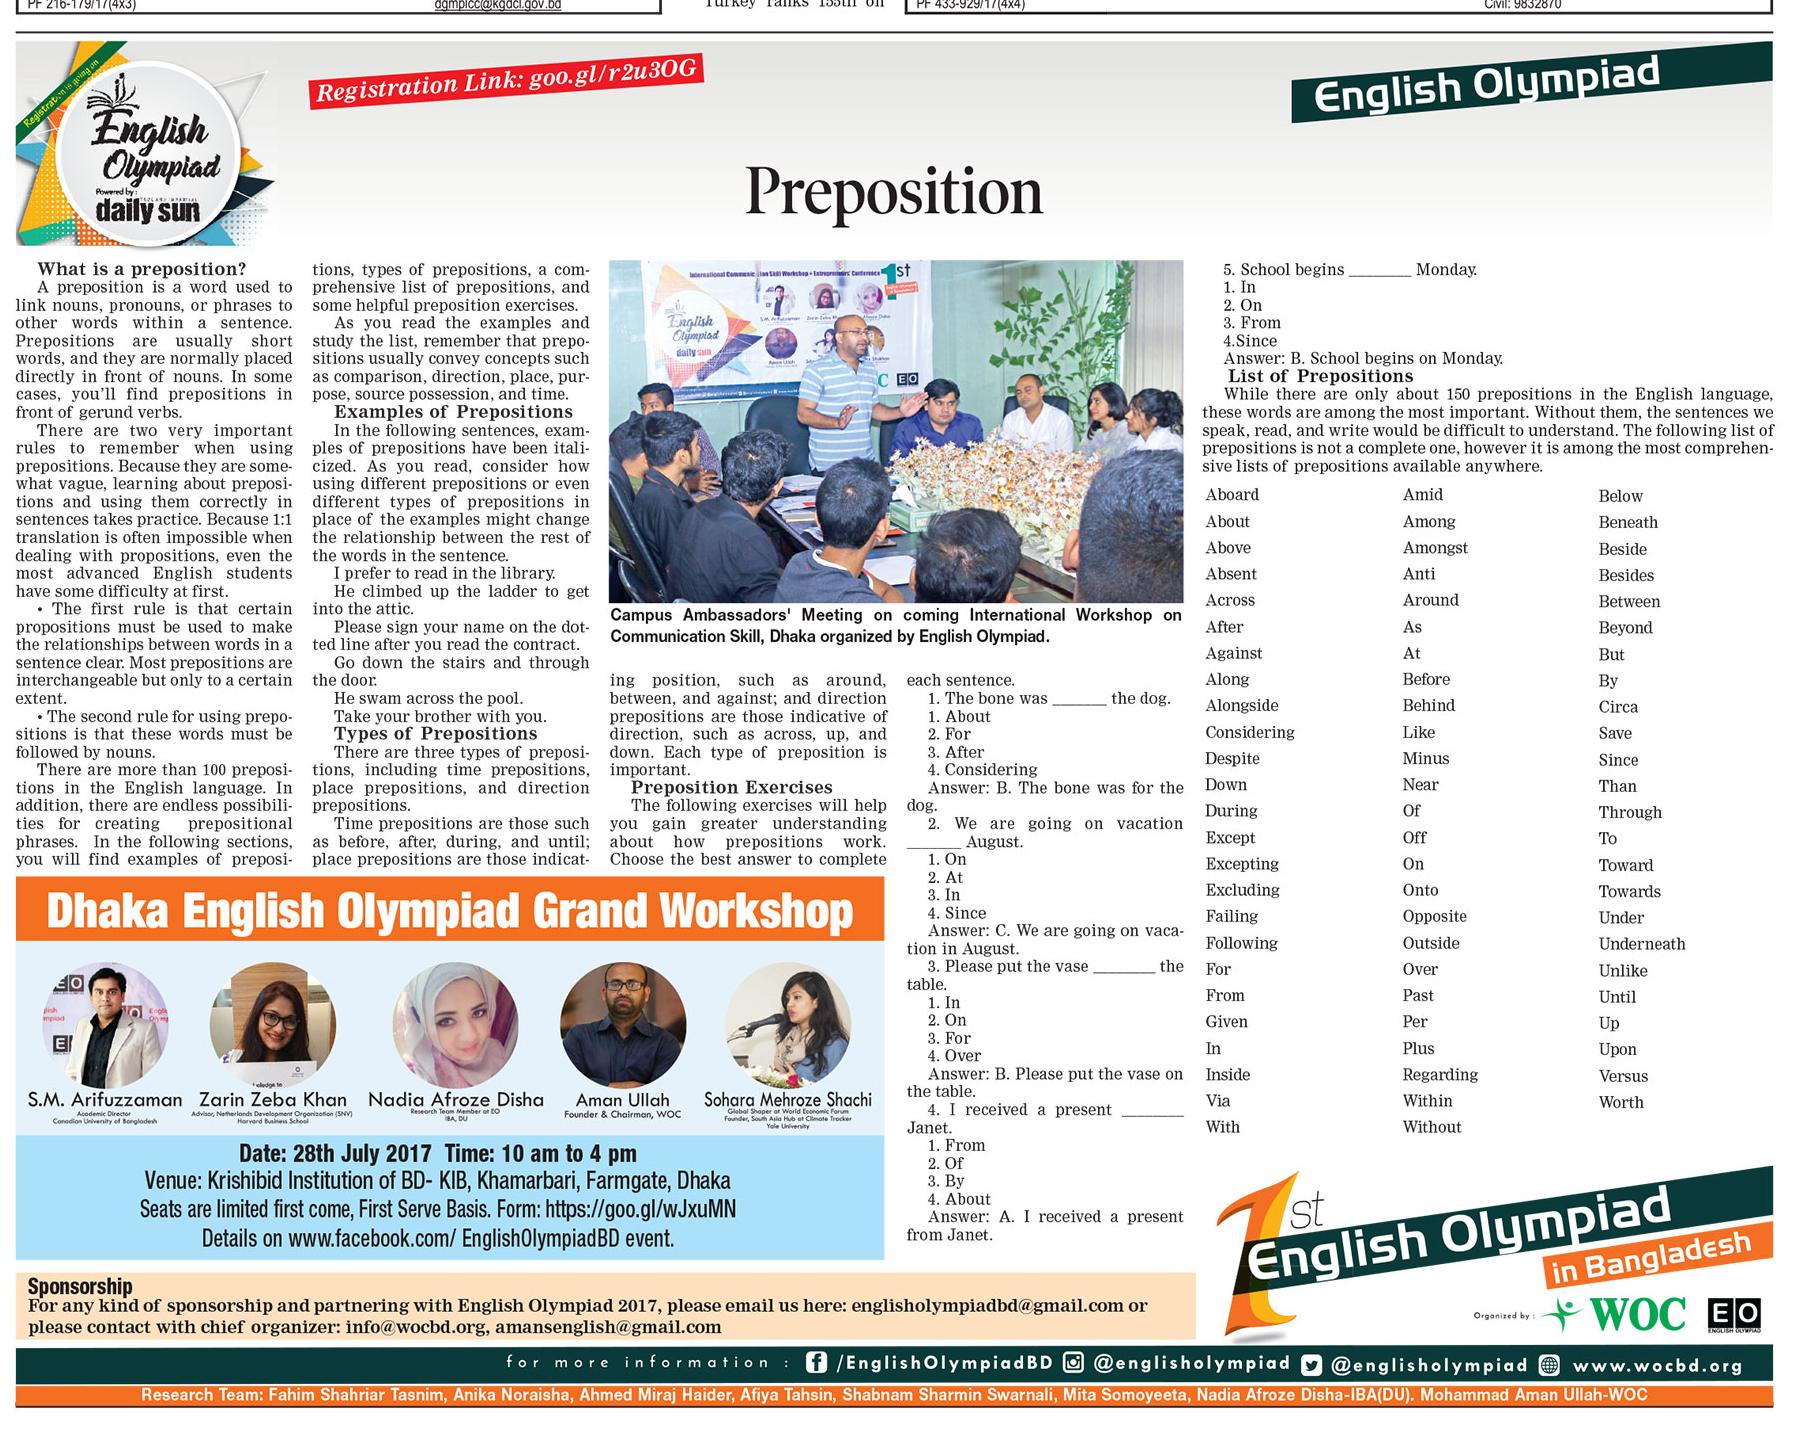 PF 216-179/17(4x3)
dgmplcc@kgdcl.gov.bd
Turkey ranks 155th on
PF 433-929/17(4x4)
Civil: 9832870
Registration is going on
English
Olympiad
Powered by :
daily sun
Registration Link: goo.gl/r2u3OG
English Olympiad
Preposition
What is a preposition?
A preposition is a word used to
link nouns, pronouns, or phrases to
other words within a sentence.
Prepositions are usually short
words, and they are normally placed
directly in front of nouns. In some
cases, you’ll find prepositions in
front of gerund verbs.
There are two very important
rules to remember when using
prepositions. Because they are some-
what vague, learning about preposi-
tions and using them correctly in
sentences takes practice. Because 1:1
translation is often impossible when
dealing with propositions, even the
most advanced English students
have some difficulty at first.
• The first rule is that certain
propositions must be used to make
the relationships between words in a
sentence clear. Most prepositions are
interchangeable but only to a certain
extent.
• The second rule for using prepo-
sitions is that these words must be
followed by nouns.
There are more than 100 preposi-
tions in the English language. In
addition, there are endless possibili-
ties for creating prepositional
phrases. In the following sections,
you will find examples of preposi-
tions, types of prepositions, a com-
prehensive list of prepositions, and
some helpful preposition exercises.
As you read the examples and
study the list, remember that prepo-
sitions usually convey concepts such
as comparison, direction, place, pur-
pose, source possession, and time.
Examples of Prepositions
In the following sentences, exam-
ples of prepositions have been itali-
cized. As you read, consider how
using different prepositions or even
different types of prepositions in
place of the examples might change
the relationship between the rest of
the words in the sentence.
I prefer to read in the library.
He climbed up the ladder to get
into the attic.
Please sign your name on the dot-
ted line after you read the contract.
Go down the stairs and through
the door.
He swam across the pool.
Take your brother with you.
Types of Prepositions
There are three types of preposi-
tions, including time prepositions,
place prepositions, and direction
prepositions.
Time prepositions are those such
as before, after, during, and until;
place prepositions are those indicat-
International Communication Skill Workshop + Entrepreneurs' Conference
1st
English
Olympiad
daily sun
S.M. Arifuzzaman
Aman Ullah
EO
Campus Ambassadors' Meeting on coming International Workshop on
Communication Skill, Dhaka organized by English Olympiad.
ing position, such as around,
between, and against; and direction
prepositions are those indicative of
direction, such as across, up, and
down. Each type of preposition is
important.
Preposition Exercises
The following exercises will help
you gain greater understanding
about how prepositions work.
Choose the best answer to complete
each sentence.
1. The bone was _______ the dog.
1. About
2. For
3. After
4. Considering
Answer: B. The bone was for the
dog.
2. We are going on vacation
_______ August.
1. On
2. At
3. In
4. Since
Answer: C. We are going on vaca-
tion in August.
3. Please put the vase ________ the
table.
1. In
2. On
3. For
4. Over
Answer: B. Please put the vase on
the table.
4. I received a present ________
Janet.
1. From
2. Of
3. By
4. About
Answer: A. I received a present
from Janet.
5. School begins ________ Monday.
1. In
2. On
3. From
4.Since
Answer: B. School begins on Monday.
List of Prepositions
While there are only about 150 prepositions in the English language,
these words are among the most important. Without them, the sentences we
speak, read, and write would be difficult to understand. The following list of
prepositions is not a complete one, however it is among the most comprehen-
sive lists of prepositions available anywhere.
Aboard
About
Above
Absent
Across
After
Against
Along
Alongside
Considering
Despite
Down
During
Except
Excepting
Excluding
Failing
Following
For
From
Given
In
Inside
Via
With
Amid
Among
Amongst
Anti
Around
As
At
Before
Behind
Like
Minus
Near
Of
Off
On
Onto
Opposite
Outside
Over
Past
Per
Plus
Regarding
Within
Without
Below
Beneath
Beside
Besides
Between
Beyond
But
By
Circa
Save
Since
Than
Through
To
Toward
Towards
Under
Underneath
Unlike
Until
Up
Upon
Versus
Worth
Dhaka English Olympiad Grand Workshop
S.M. Arifuzzaman
Academic Director
Canadian University of Bangladesh
Zarin Zeba Khan
Advisor, Netherlands Development Organization (SNV)
Harvard Business School
Nadia Afroze Disha
Research Team Member at EO
IBA, DU
Aman Ullah
Founder & Chairman, WOC
Sohara Mehroze Shachi
Global Shaper at World Economic Forum
Founder, South Asia Hub at Climate Tracker
Yale University
Date: 28th July 2017 Time: 10 am to 4 pm
Venue: Krishibid Institution of BD- KIB, Khamarbari, Farmgate, Dhaka
Seats are limited first come, First Serve Basis. Form: https://goo.gl/wJxuMN
Details on www.facebook.com/ EnglishOlympiadBD event.
Sponsorship
For any kind of sponsorship and partnering with English Olympiad 2017, please email us here: englisholympiadbd@gmail.com or
please contact with chief organizer: info@wocbd.org, amansenglish@gmail.com
1st
English Olympiad
in Bangladesh
Organized by :
WOC
EO
ENGLISH OLYMPIAD
for more information : /EnglishOlympiadBD @englisholympiad @englisholympiad www.wocbd.org
Research Team: Fahim Shahriar Tasnim, Anika Noraisha, Ahmed Miraj Haider, Afiya Tahsin, Shabnam Sharmin Swarnali, Mita Somoyeeta, Nadia Afroze Disha-IBA(DU). Mohammad Aman Ullah-WOC